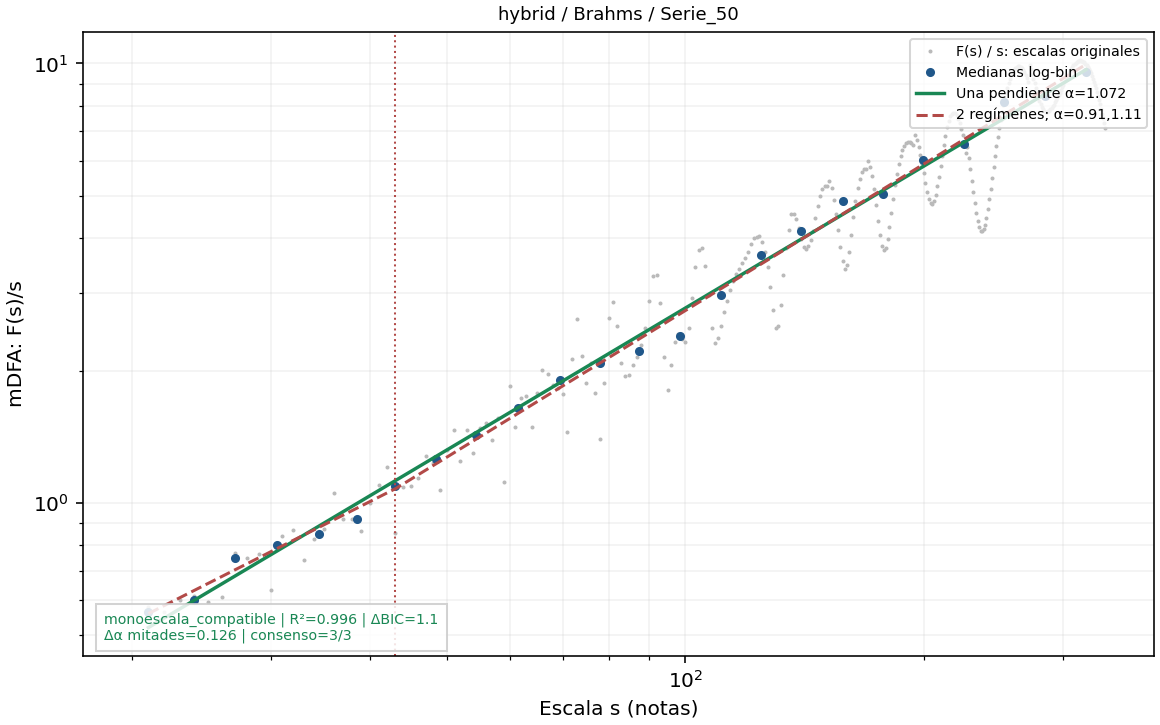 hybrid / Brahms / Serie_50
10¹
10⁰
mDFA: F(s)/s
F(s) / s: escalas originales
Medianas log-bin
Una pendiente α=1.072
2 regímenes; α=0.91,1.11
monoescala_compatible | R²=0.996 | ΔBIC=1.1
Δα mitades=0.126 | consenso=3/3
10²
Escala s (notas)